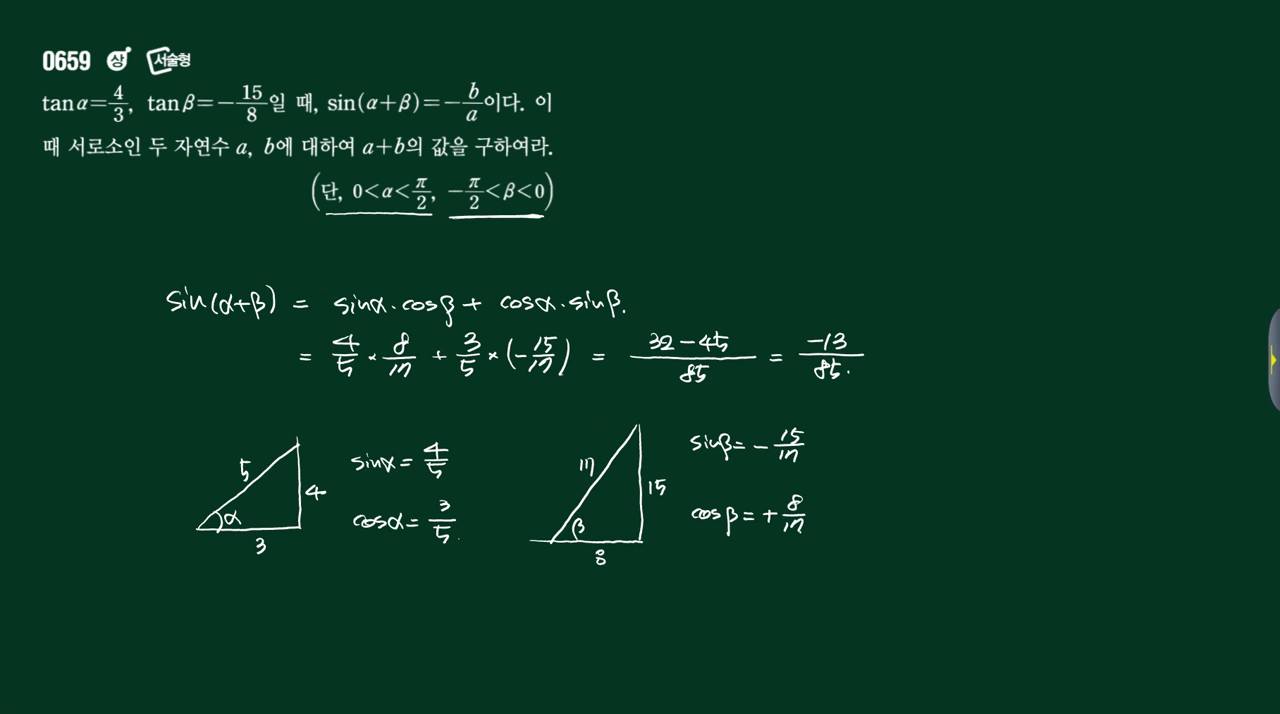 0659 상 서술형
tanα=4/3, tanβ=-15/8일 때, sin(α+β)=-b/a이다. 이
때 서로소인 두 자연수 a, b에 대하여 a+b의 값을 구하여라.
(단, 0<α<π/2, -π/2<β<0)
sin(α+β) = sinα·cosβ + cosα·sinβ.
= 4/5 × 8/17 + 3/5 × (-15/17) = 32-45/85 = -13/85.
5 4 α 3
sinα = 4/5
cosα = 3/5.
17 15 β 8
sinβ = -15/17
cosβ = +8/17